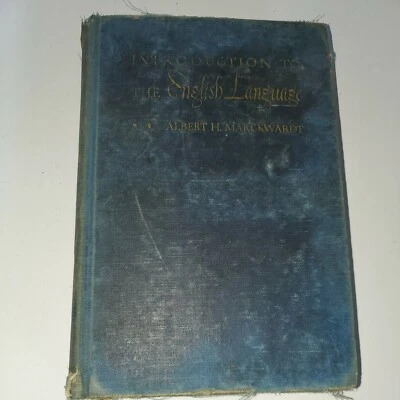 INTRODUCTION TO
THE English Language
ALBERT H. MARCKWARDT